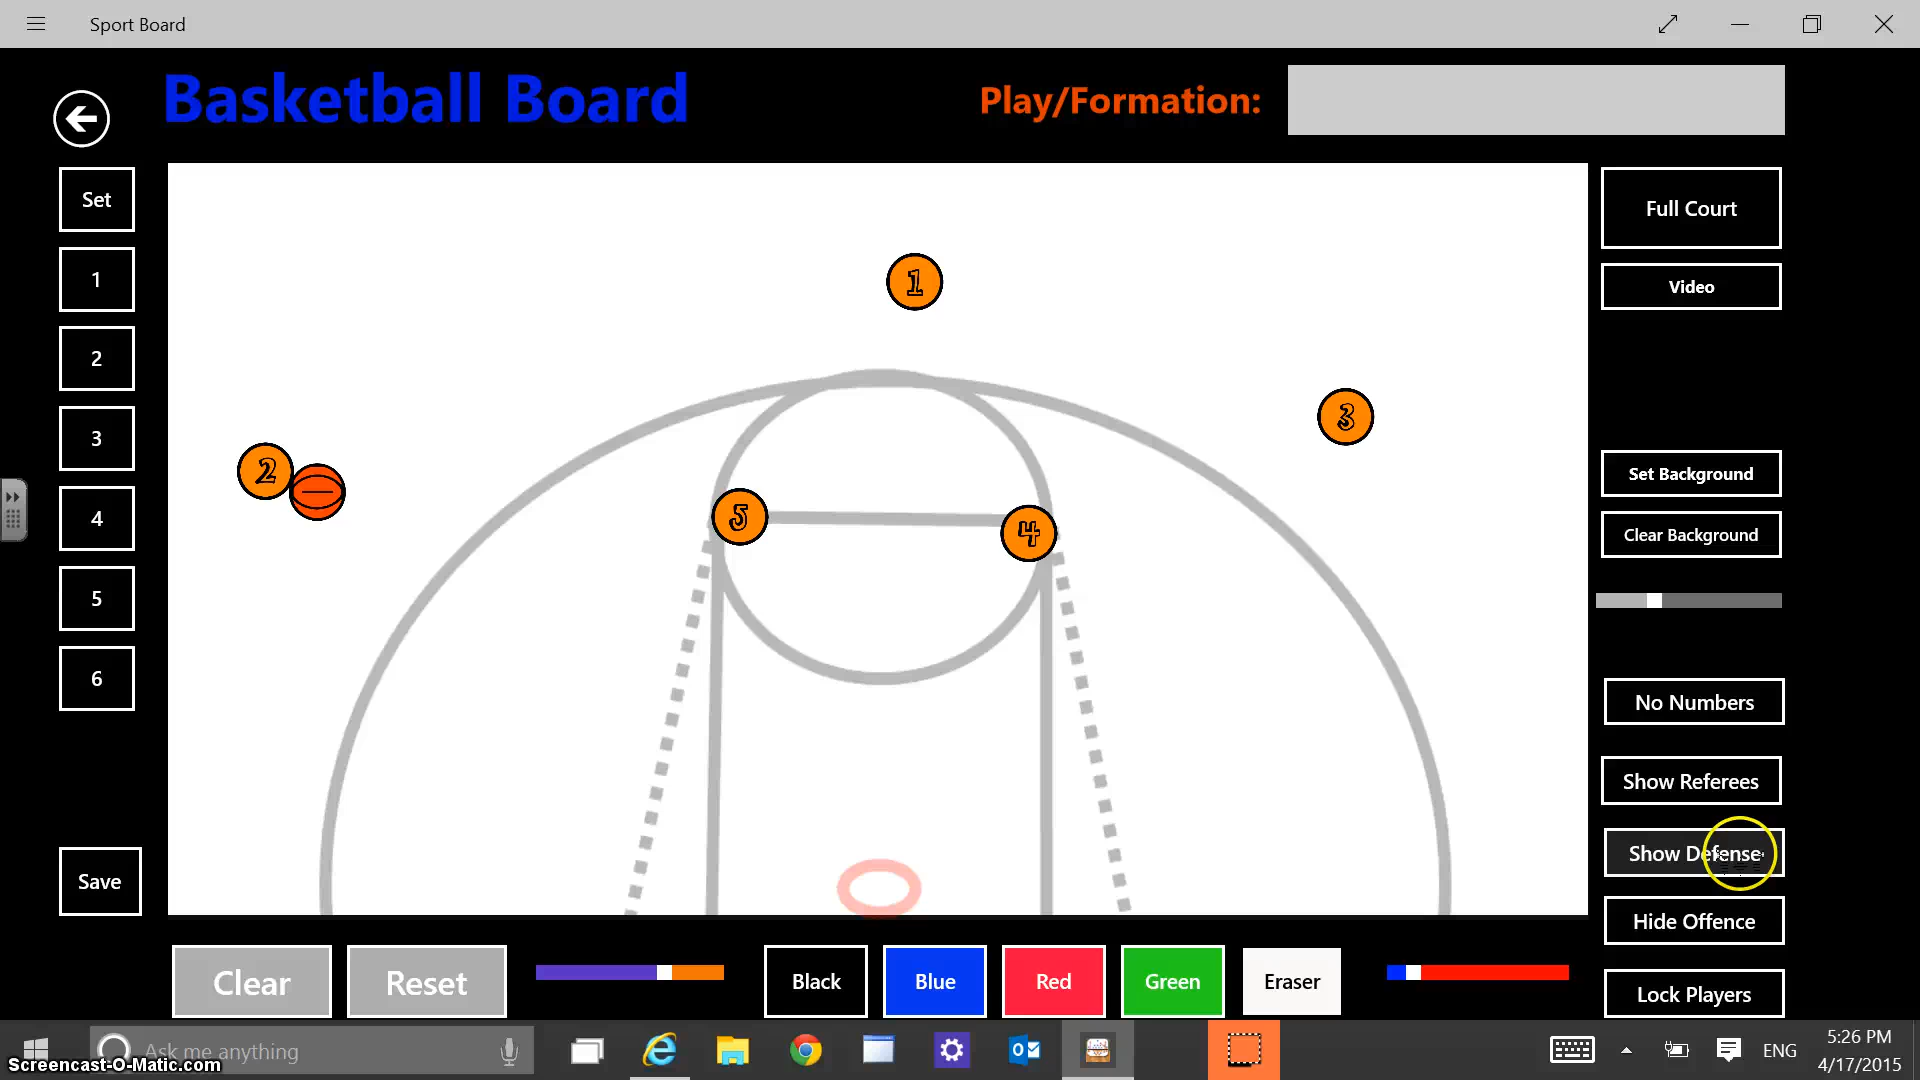 Sport Board
Basketball Board
Play/Formation:
Set
1
2
3
4
5
6
Save
1
2
3
5
4
Full Court
Video
Set Background
Clear Background
No Numbers
Show Referees
Show Defense
Hide Offence
Lock Players
Clear
Reset
Black
Blue
Red
Green
Eraser
Ask me anything
Screencast-O-Matic.com
ENG
5:26 PM
4/17/2015